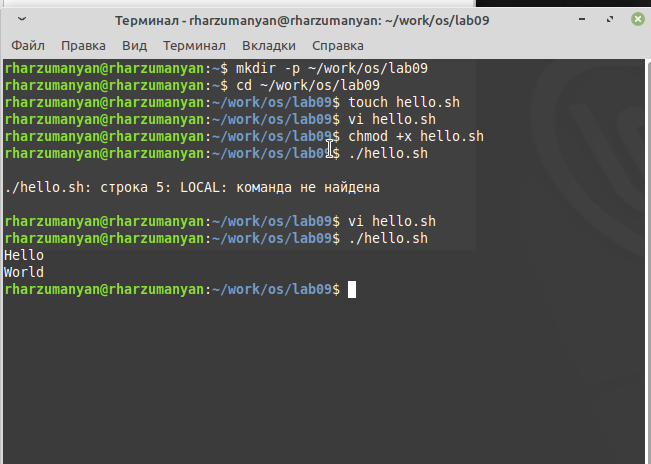 Терминал - rharzumanyan@rharzumanyan: ~/work/os/lab09
Файл Правка Вид Терминал Вкладки Справка
rharzumanyan@rharzumanyan:~$ mkdir -p ~/work/os/lab09
rharzumanyan@rharzumanyan:~$ cd ~/work/os/lab09
rharzumanyan@rharzumanyan:~/work/os/lab09$ touch hello.sh
rharzumanyan@rharzumanyan:~/work/os/lab09$ vi hello.sh
rharzumanyan@rharzumanyan:~/work/os/lab09$ chmod +x hello.sh
rharzumanyan@rharzumanyan:~/work/os/lab09$ ./hello.sh
./hello.sh: строка 5: LOCAL: команда не найдена
rharzumanyan@rharzumanyan:~/work/os/lab09$ vi hello.sh
rharzumanyan@rharzumanyan:~/work/os/lab09$ ./hello.sh
Hello
World
rharzumanyan@rharzumanyan:~/work/os/lab09$